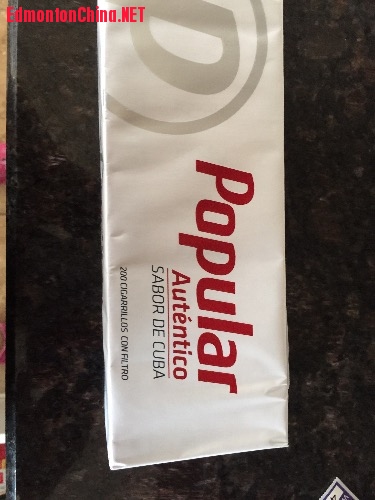 EdmontonChina.NET
Popular
Auténtico
SABOR DE CUBA
200 CIGARRILLOS CON FILTRO